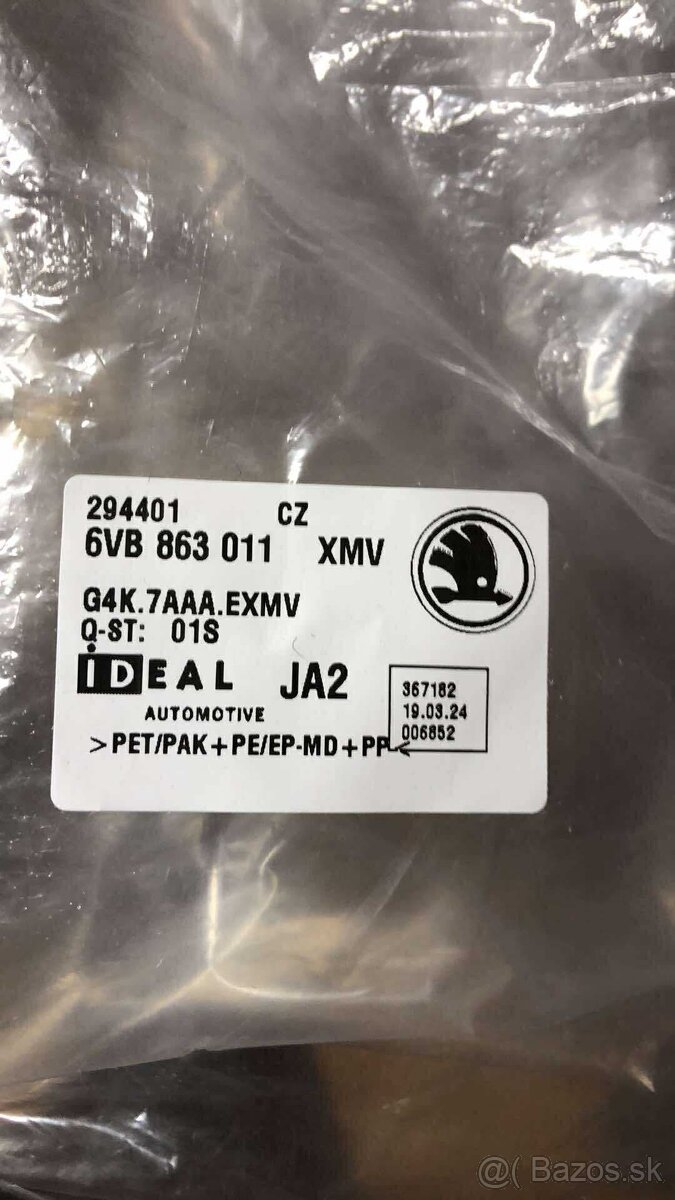 294401 CZ
6VB 863 011 XMV
G4K.7AAA.EXMV
Q-ST: 01S
IDEAL JA2
AUTOMOTIVE
367182
19.03.24
006852
>PET/PAK+PE/EP-MD+PP<
@( Bazos.sk